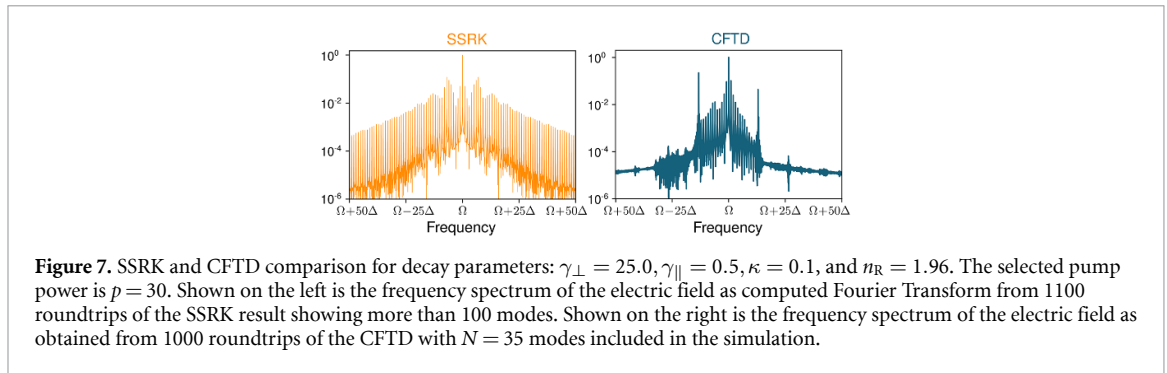 SSRK
CFTD
10⁰
10⁻²
10⁻⁴
10⁻⁶
Ω+50Δ Ω−25Δ Ω Ω+25Δ Ω+50Δ
Frequency
10⁰
10⁻²
10⁻⁴
10⁻⁶
Ω+50Δ Ω−25Δ Ω Ω+25Δ Ω+50Δ
Frequency
Figure 7. SSRK and CFTD comparison for decay parameters: γ⊥ = 25.0, γ∥ = 0.5, κ = 0.1, and nR = 1.96. The selected pump
power is p = 30. Shown on the left is the frequency spectrum of the electric field as computed Fourier Transform from 1100
roundtrips of the SSRK result showing more than 100 modes. Shown on the right is the frequency spectrum of the electric field as
obtained from 1000 roundtrips of the CFTD with N = 35 modes included in the simulation.